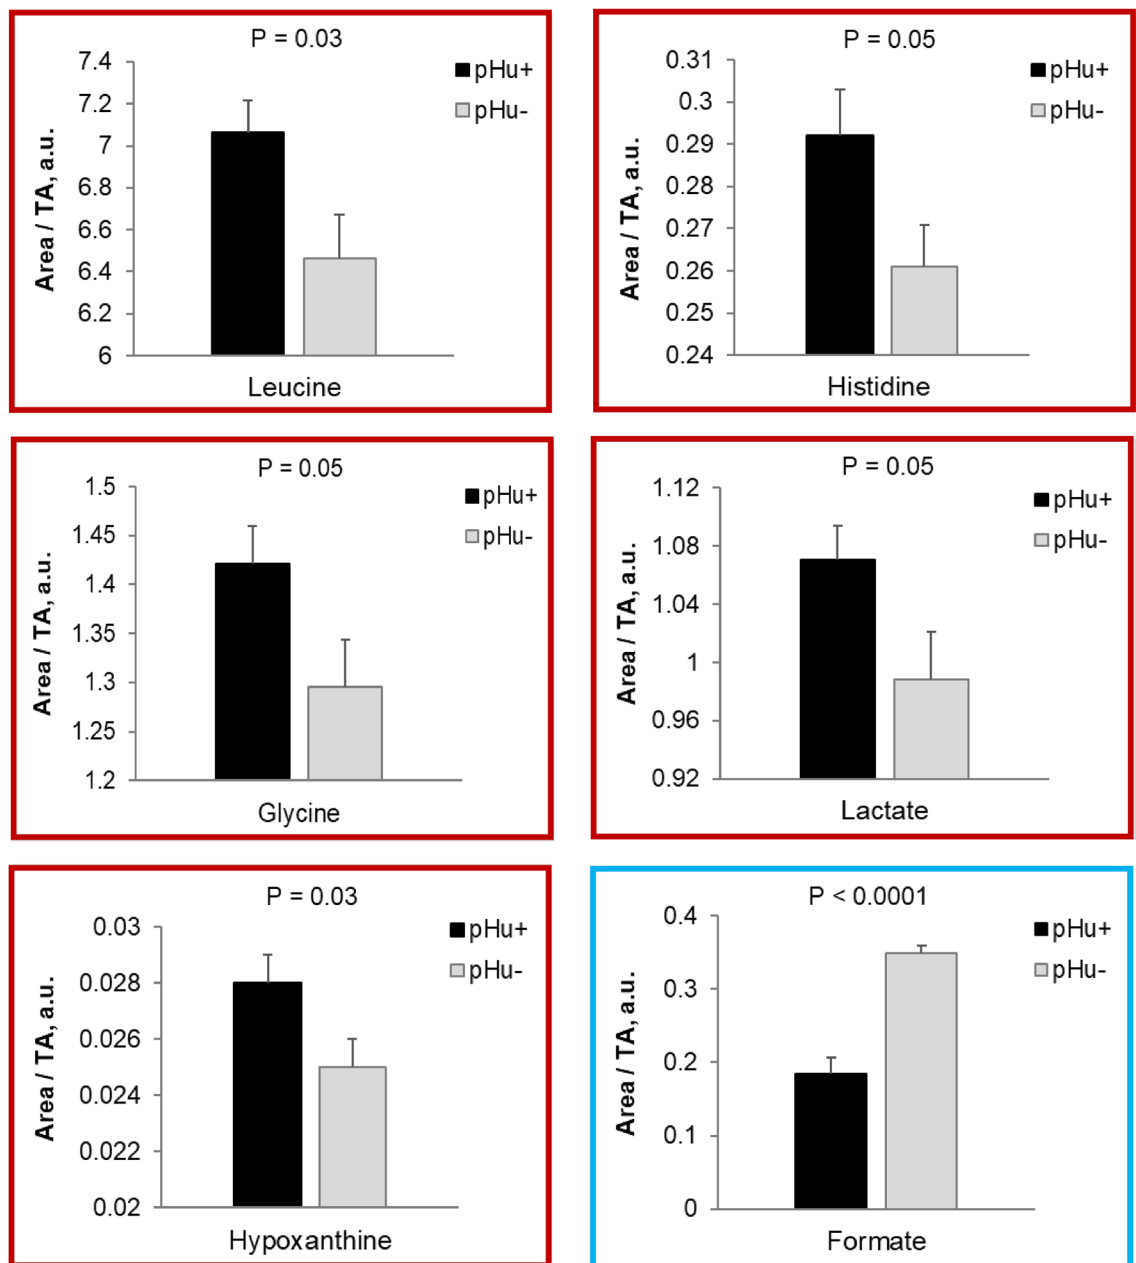 P = 0.03
7.4
7.2
7
6.8
6.6
6.4
6.2
6
Area / TA, a.u.
pHu+
pHu-
Leucine
P = 0.05
0.31
0.3
0.29
0.28
0.27
0.26
0.25
0.24
Area / TA, a.u.
pHu+
pHu-
Histidine
P = 0.05
1.5
1.45
1.4
1.35
1.3
1.25
1.2
Area / TA, a.u.
pHu+
pHu-
Glycine
P = 0.05
1.12
1.08
1.04
1
0.96
0.92
Area / TA, a.u.
pHu+
pHu-
Lactate
P = 0.03
0.03
0.028
0.026
0.024
0.022
0.02
Area / TA, a.u.
pHu+
pHu-
Hypoxanthine
P < 0.0001
0.4
0.3
0.2
0.1
0
Area / TA, a.u.
pHu+
pHu-
Formate